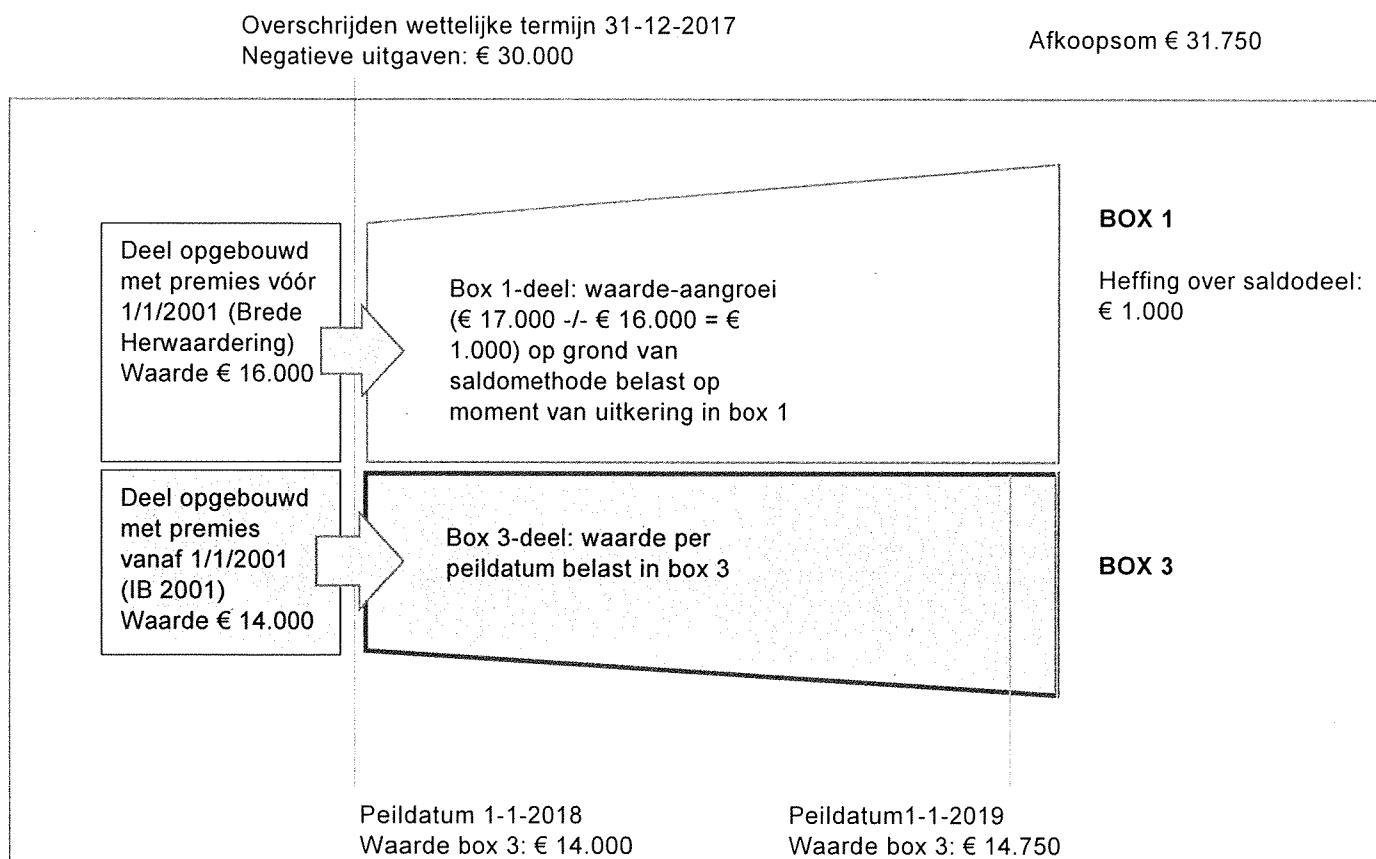 Overschrijden wettelijke termijn 31-12-2017
Negatieve uitgaven: € 30.000
Afkoopsom € 31.750
Deel opgebouwd
met premies vóór
1/1/2001 (Brede
Herwaardering)
Waarde € 16.000
Box 1-deel: waarde-aangroei
(€ 17.000 -/- € 16.000 = €
1.000) op grond van
saldomethode belast op
moment van uitkering in box 1
BOX 1
Heffing over saldodeel:
€ 1.000
Deel opgebouwd
met premies
vanaf 1/1/2001
(IB 2001)
Waarde € 14.000
Box 3-deel: waarde per
peildatum belast in box 3
BOX 3
Peildatum 1-1-2018
Waarde box 3: € 14.000
Peildatum1-1-2019
Waarde box 3: € 14.750